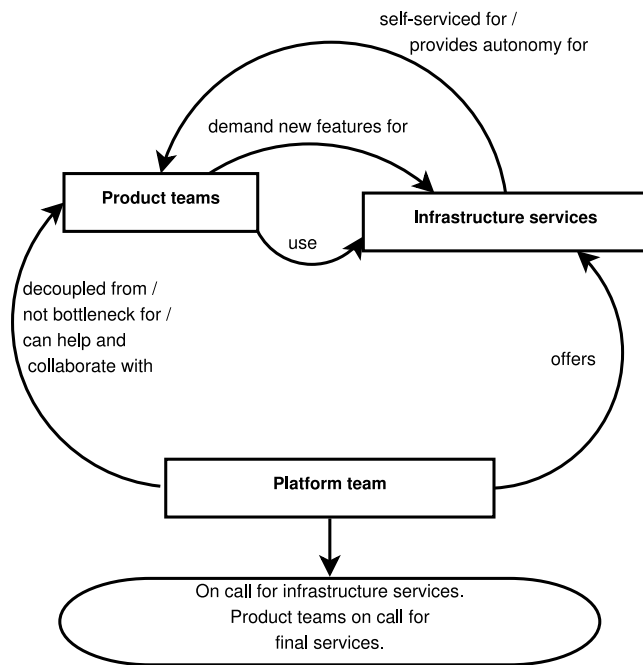 self-serviced for /
provides autonomy for
demand new features for
Product teams
Infrastructure services
use
decoupled from /
not bottleneck for /
can help and
collaborate with
offers
Platform team
On call for infrastructure services.
Product teams on call for
final services.